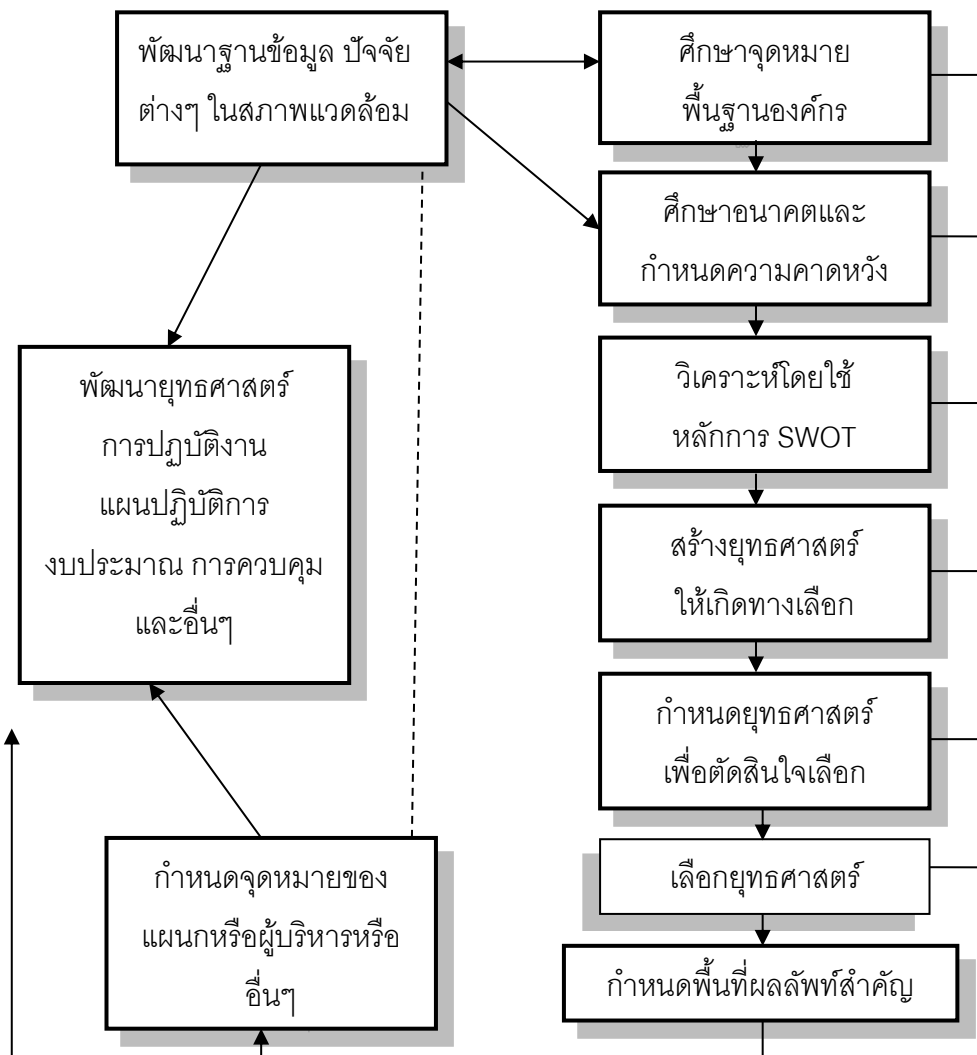 พัฒนาฐานข้อมูล ปัจจัย
ต่างๆ ในสภาพแวดล้อม
ศึกษาจุดหมาย
พื้นฐานองค์กร
ศึกษาอนาคตและ
กำหนดความคาดหวัง
วิเคราะห์โดยใช้
หลักการ SWOT
พัฒนายุทธศาสตร์
การปฏบัติงาน
แผนปฏิบัติการ
งบประมาณ การควบคุม
และอื่นๆ
สร้างยุทธศาสตร์
ให้เกิดทางเลือก
กำหนดยุทธศาสตร์
เพื่อตัดสินใจเลือก
เลือกยุทธศาสตร์
กำหนดจุดหมายของ
แผนกหรือผู้บริหารหรือ
อื่นๆ
กำหนดพื้นที่ผลลัพท์สำคัญ